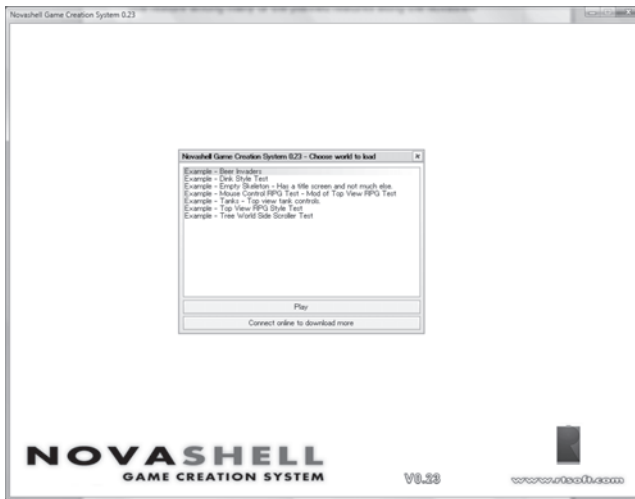 Novashell Game Creation System 0.23
Novashell Game Creation System 0.23 - Choose world to load
Example - Beer Invaders
Example - Dink Style Test
Example - Empty Skeleton - Has a title screen and not much else.
Example - Mouse Control RPG Test - Mod of Top View RPG Test
Example - Tanks - Top view tank controls.
Example - Top View RPG Style Test
Example - Tree World Side Scroller Test
Play
Connect online to download more
NOVASHELL
GAME CREATION SYSTEM
V0.23
www.rtsoft.com